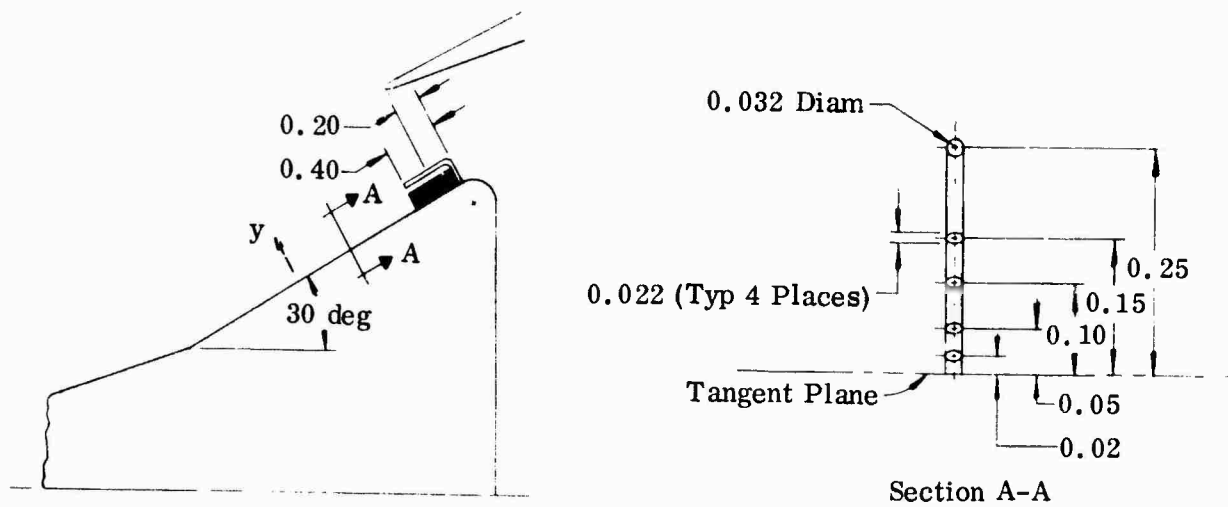 0.20
0.40
A
A
y
30 deg
0.032 Diam
0.022 (Typ 4 Places)
0.25
0.15
0.10
Tangent Plane
0.05
0.02
Section A-A